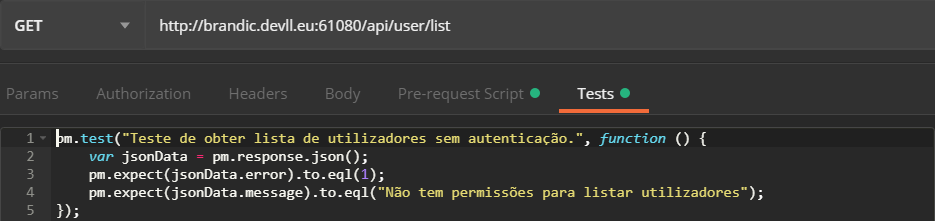 GET http://brandic.devll.eu:61080/api/user/list
Params Authorization Headers Body Pre-request Script Tests
1 pm.test("Teste de obter lista de utilizadores sem autenticação.", function () {
2 var jsonData = pm.response.json();
3 pm.expect(jsonData.error).to.eql(1);
4 pm.expect(jsonData.message).to.eql("Não tem permissões para listar utilizadores");
5 });